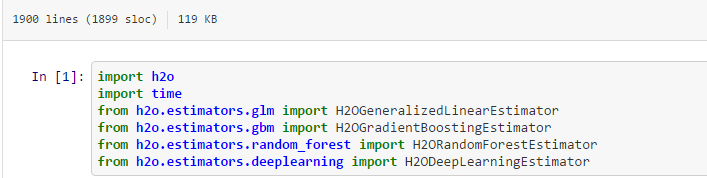 1900 lines (1899 sloc) 119 KB
In [1]: import h2o
import time
from h2o.estimators.glm import H2OGeneralizedLinearEstimator
from h2o.estimators.gbm import H2OGradientBoostingEstimator
from h2o.estimators.random_forest import H2ORandomForestEstimator
from h2o.estimators.deeplearning import H2ODeepLearningEstimator